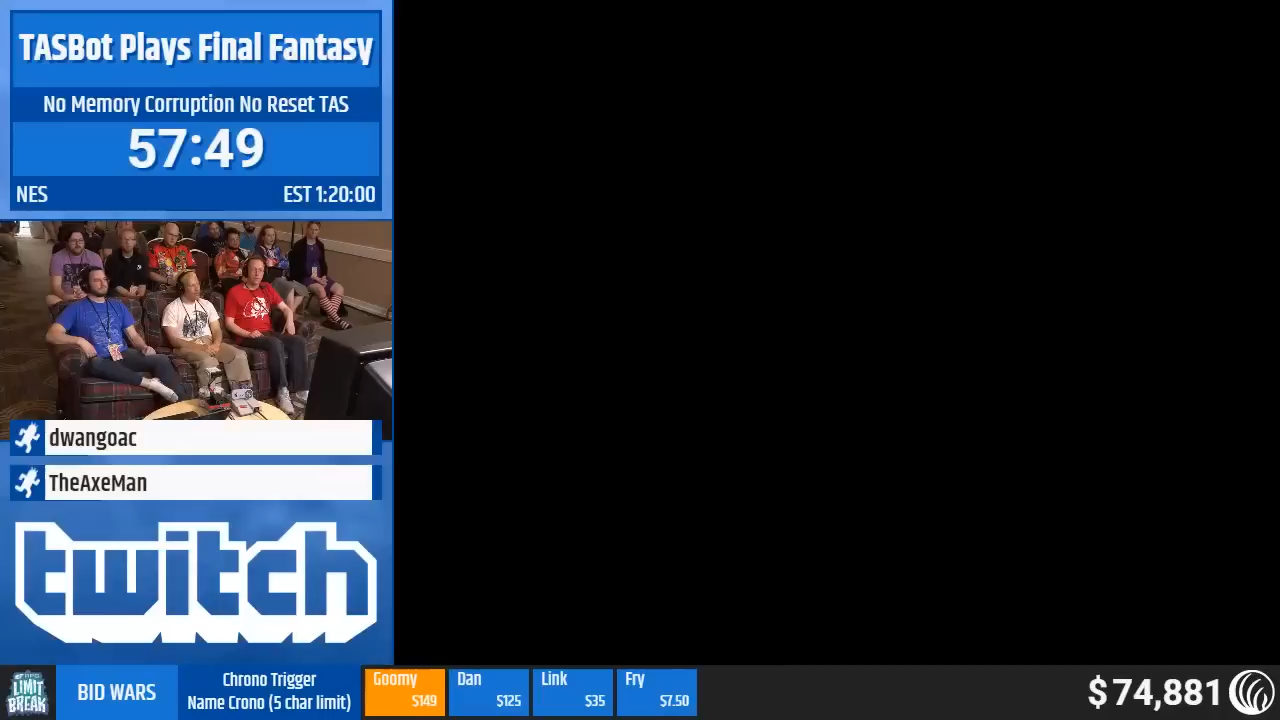 TASBot Plays Final Fantasy
No Memory Corruption No Reset TAS
57:49
NES EST 1:20:00
dwangoac
TheAxeMan
twitch
LIMIT BREAK
BID WARS
Chrono Trigger
Name Crono (5 char limit)
Goomy
$149
Dan
$125
Link
$35
Fry
$7.50
$74,881